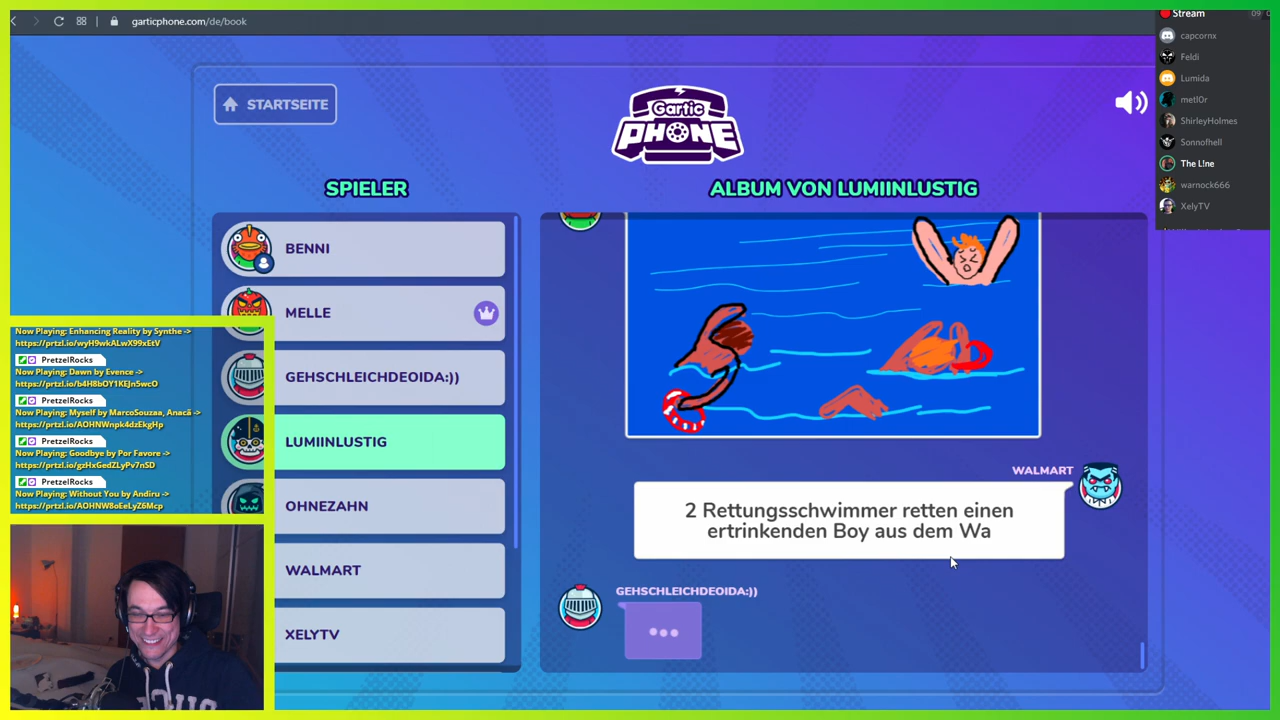 garticphone.com/de/book
Stream
09
capcornx
Feldi
Lumida
metl0r
ShirleyHolmes
Sonnofhell
The L!ne
warnock666
XelyTV
STARTSEITE
Gartic
PHONE
SPIELER
BENNI
MELLE
GEHSCHLEICHDEOIDA:))
LUMIINLUSTIG
OHNEZAHN
WALMART
XELYTV
ALBUM VON LUMIINLUSTIG
WALMART
2 Rettungsschwimmer retten einen
ertrinkenden Boy aus dem Wa
GEHSCHLEICHDEOIDA:))
Now Playing: Enhancing Reality by Synthe ->
https://prtzl.io/wyH9wkALwX99xEtV
PretzelRocks
Now Playing: Dawn by Evence ->
https://prtzl.io/b4H8bOY1KEJn5wcO
PretzelRocks
Now Playing: Myself by MarcoSouzaa, Anacã ->
https://prtzl.io/AOHNWnpk4dzEkgHp
PretzelRocks
Now Playing: Goodbye by Por Favore ->
https://prtzl.io/gzHxGedZLyPv7nSD
PretzelRocks
Now Playing: Without You by Andiru ->
https://prtzl.io/AOHNW8oEeLyZ6Mcp